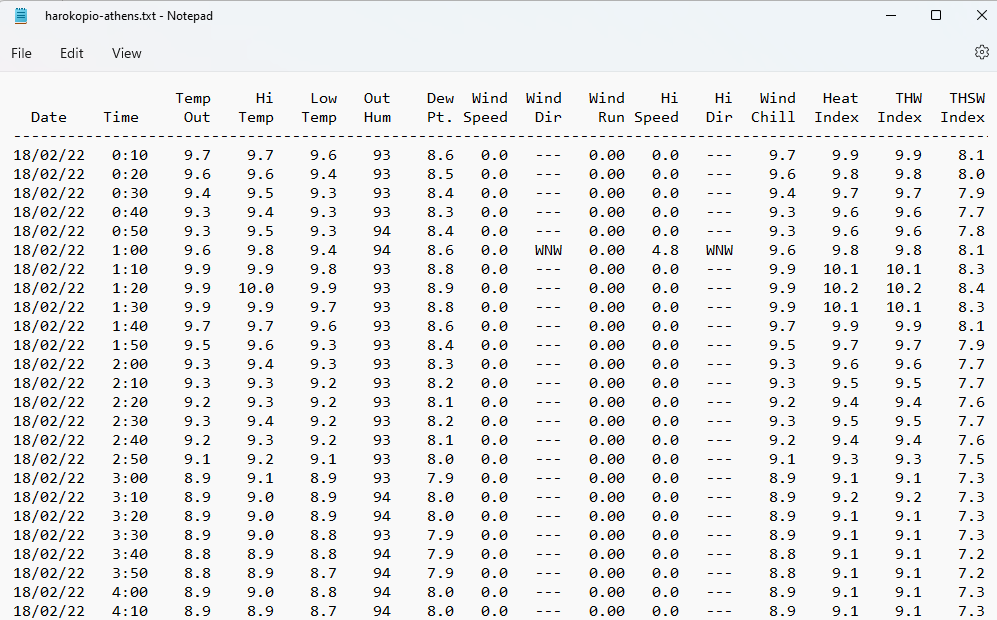 harokopio-athens.txt - Notepad
File Edit View
Temp Hi Low Out Dew Wind Wind Wind Hi Hi Wind Heat THW THSW
Date Time Out Temp Temp Hum Pt. Speed Dir Run Speed Dir Chill Index Index Index
--------------------------------------------------------------------------------
18/02/22 0:10 9.7 9.7 9.6 93 8.6 0.0 --- 0.00 0.0 --- 9.7 9.9 9.9 8.1
18/02/22 0:20 9.6 9.6 9.4 93 8.5 0.0 --- 0.00 0.0 --- 9.6 9.8 9.8 8.0
18/02/22 0:30 9.4 9.5 9.3 93 8.4 0.0 --- 0.00 0.0 --- 9.4 9.7 9.7 7.9
18/02/22 0:40 9.3 9.4 9.3 93 8.3 0.0 --- 0.00 0.0 --- 9.3 9.6 9.6 7.7
18/02/22 0:50 9.3 9.5 9.3 94 8.4 0.0 --- 0.00 0.0 --- 9.3 9.6 9.6 7.8
18/02/22 1:00 9.6 9.8 9.4 94 8.6 0.0 WNW 0.00 4.8 WNW 9.6 9.8 9.8 8.1
18/02/22 1:10 9.9 9.9 9.8 93 8.8 0.0 --- 0.00 0.0 --- 9.9 10.1 10.1 8.3
18/02/22 1:20 9.9 10.0 9.9 93 8.9 0.0 --- 0.00 0.0 --- 9.9 10.2 10.2 8.4
18/02/22 1:30 9.9 9.9 9.7 93 8.8 0.0 --- 0.00 0.0 --- 9.9 10.1 10.1 8.3
18/02/22 1:40 9.7 9.7 9.6 93 8.6 0.0 --- 0.00 0.0 --- 9.7 9.9 9.9 8.1
18/02/22 1:50 9.5 9.6 9.3 93 8.4 0.0 --- 0.00 0.0 --- 9.5 9.7 9.7 7.9
18/02/22 2:00 9.3 9.4 9.3 93 8.3 0.0 --- 0.00 0.0 --- 9.3 9.6 9.6 7.7
18/02/22 2:10 9.3 9.3 9.2 93 8.2 0.0 --- 0.00 0.0 --- 9.3 9.5 9.5 7.7
18/02/22 2:20 9.2 9.3 9.2 93 8.1 0.0 --- 0.00 0.0 --- 9.2 9.4 9.4 7.6
18/02/22 2:30 9.3 9.4 9.2 93 8.2 0.0 --- 0.00 0.0 --- 9.3 9.5 9.5 7.7
18/02/22 2:40 9.2 9.3 9.2 93 8.1 0.0 --- 0.00 0.0 --- 9.2 9.4 9.4 7.6
18/02/22 2:50 9.1 9.2 9.1 93 8.0 0.0 --- 0.00 0.0 --- 9.1 9.3 9.3 7.5
18/02/22 3:00 8.9 9.1 8.9 93 7.9 0.0 --- 0.00 0.0 --- 8.9 9.1 9.1 7.3
18/02/22 3:10 8.9 9.0 8.9 94 8.0 0.0 --- 0.00 0.0 --- 8.9 9.2 9.2 7.3
18/02/22 3:20 8.9 9.0 8.9 94 8.0 0.0 --- 0.00 0.0 --- 8.9 9.1 9.1 7.3
18/02/22 3:30 8.9 9.0 8.8 93 7.9 0.0 --- 0.00 0.0 --- 8.9 9.1 9.1 7.3
18/02/22 3:40 8.8 8.9 8.8 94 7.9 0.0 --- 0.00 0.0 --- 8.8 9.1 9.1 7.2
18/02/22 3:50 8.8 8.9 8.7 94 7.9 0.0 --- 0.00 0.0 --- 8.8 9.1 9.1 7.2
18/02/22 4:00 8.9 9.0 8.8 94 8.0 0.0 --- 0.00 0.0 --- 8.9 9.1 9.1 7.3
18/02/22 4:10 8.9 8.9 8.7 94 8.0 0.0 --- 0.00 0.0 --- 8.9 9.1 9.1 7.3